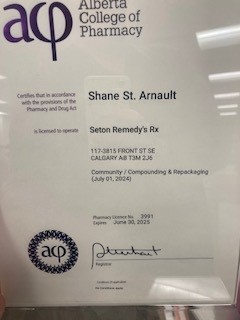 acp
Alberta
College of
Pharmacy
Certifies that in accordance
with the provisions of the
Pharmacy and Drug Act
Shane St. Arnault
is licensed to operate
Seton Remedy's Rx
117-3815 FRONT ST SE
CALGARY AB T3M 2J6
Community / Compounding & Repackaging
(July 01, 2024)
Pharmacy Licence No. 3991
Expires June 30, 2025
Registrar
acp